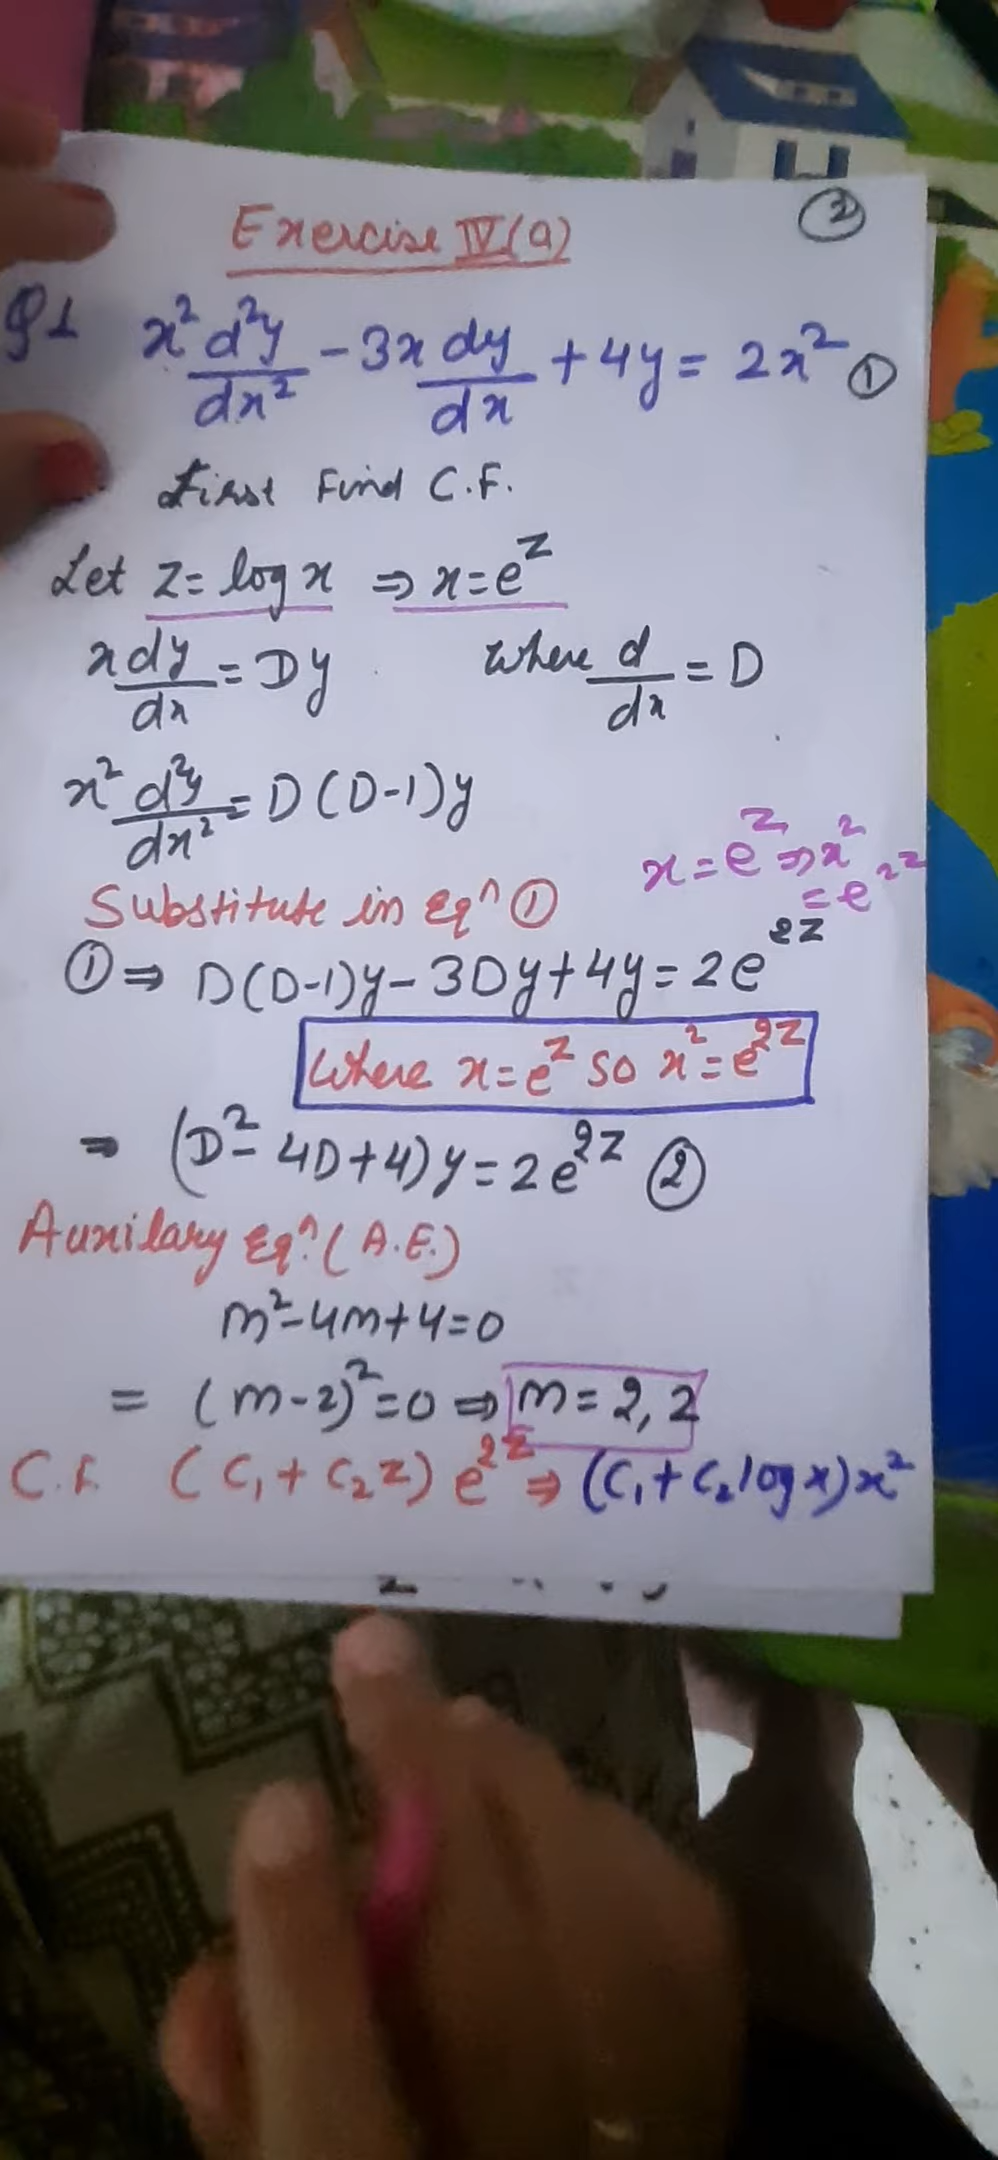 Exercise IV(a)
②
Q1 x² d²y/dx² - 3x dy/dx + 4y = 2x² ①
First Find C.F.
Let z = log x ⇒ x = e^z
x dy/dx = Dy where d/dx = D
x² d²y/dx² = D(D-1)y
x = e^z ⇒ x² = e^2z
Substitute in Eqⁿ ①
① ⇒ D(D-1)y - 3Dy + 4y = 2e^2z
Where x = e^z so x² = e^2z
⇒ (D² - 4D + 4)y = 2e^2z ②
Auxilary Eqⁿ. (A.E.)
m² - 4m + 4 = 0
= (m-2)² = 0 ⇒ m = 2, 2
C.F. (C₁ + C₂z) e^2z ⇒ (C₁ + C₂ log x) x²